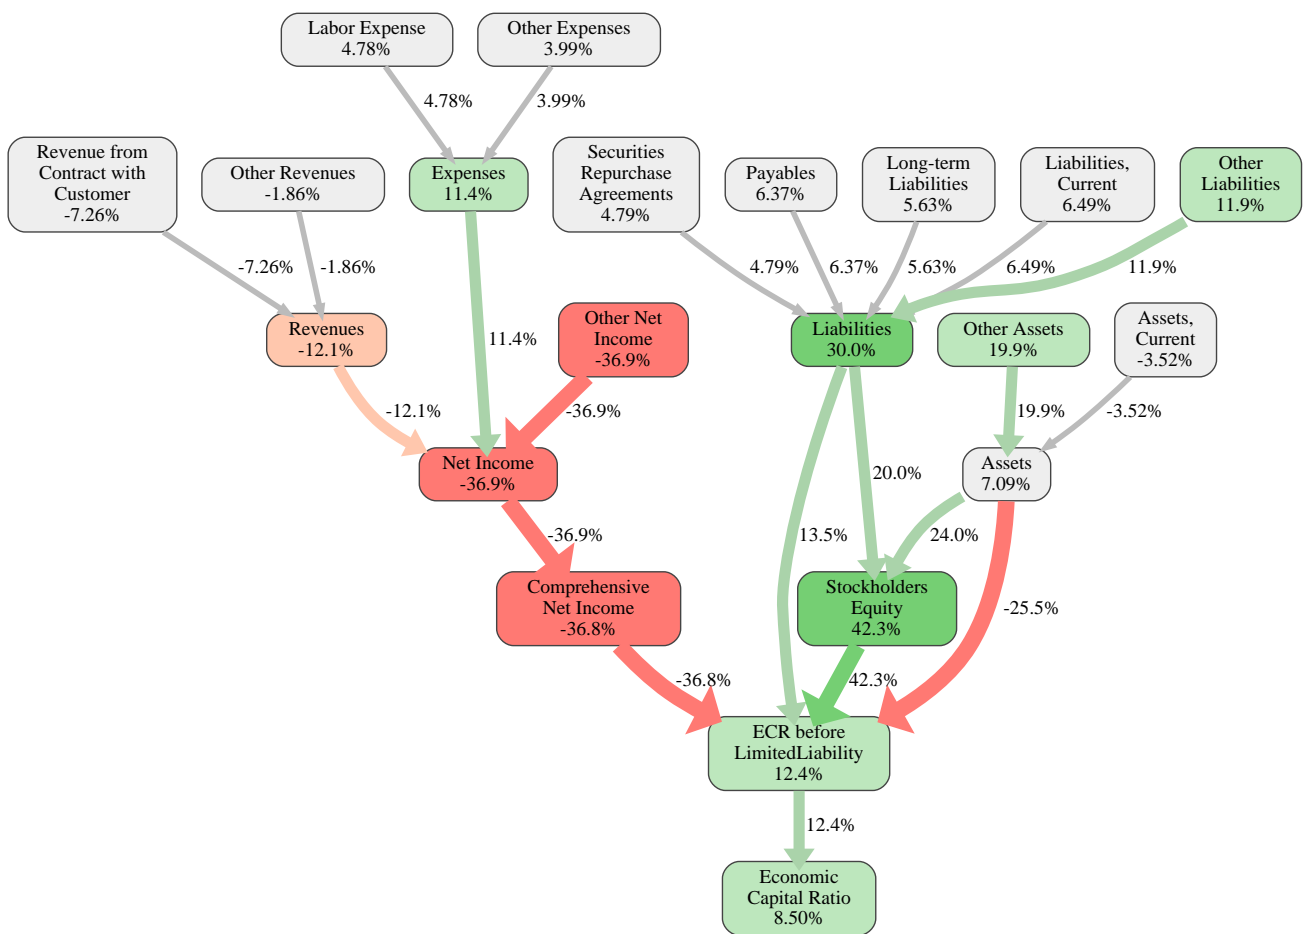 Labor Expense
4.78%
Other Expenses
3.99%
4.78%
3.99%
Revenue from
Contract with
Customer
-7.26%
Other Revenues
-1.86%
Expenses
11.4%
Securities
Repurchase
Agreements
4.79%
Payables
6.37%
Long-term
Liabilities
5.63%
Liabilities,
Current
6.49%
Other
Liabilities
11.9%
-7.26%
-1.86%
4.79%
6.37%
5.63%
6.49%
11.9%
Revenues
-12.1%
11.4%
Other Net
Income
-36.9%
Liabilities
30.0%
Other Assets
19.9%
Assets,
Current
-3.52%
-12.1%
-36.9%
19.9%
-3.52%
Net Income
-36.9%
20.0%
Assets
7.09%
-36.9%
13.5%
24.0%
Comprehensive
Net Income
-36.8%
Stockholders
Equity
42.3%
-25.5%
-36.8%
42.3%
ECR before
LimitedLiability
12.4%
12.4%
Economic
Capital Ratio
8.50%